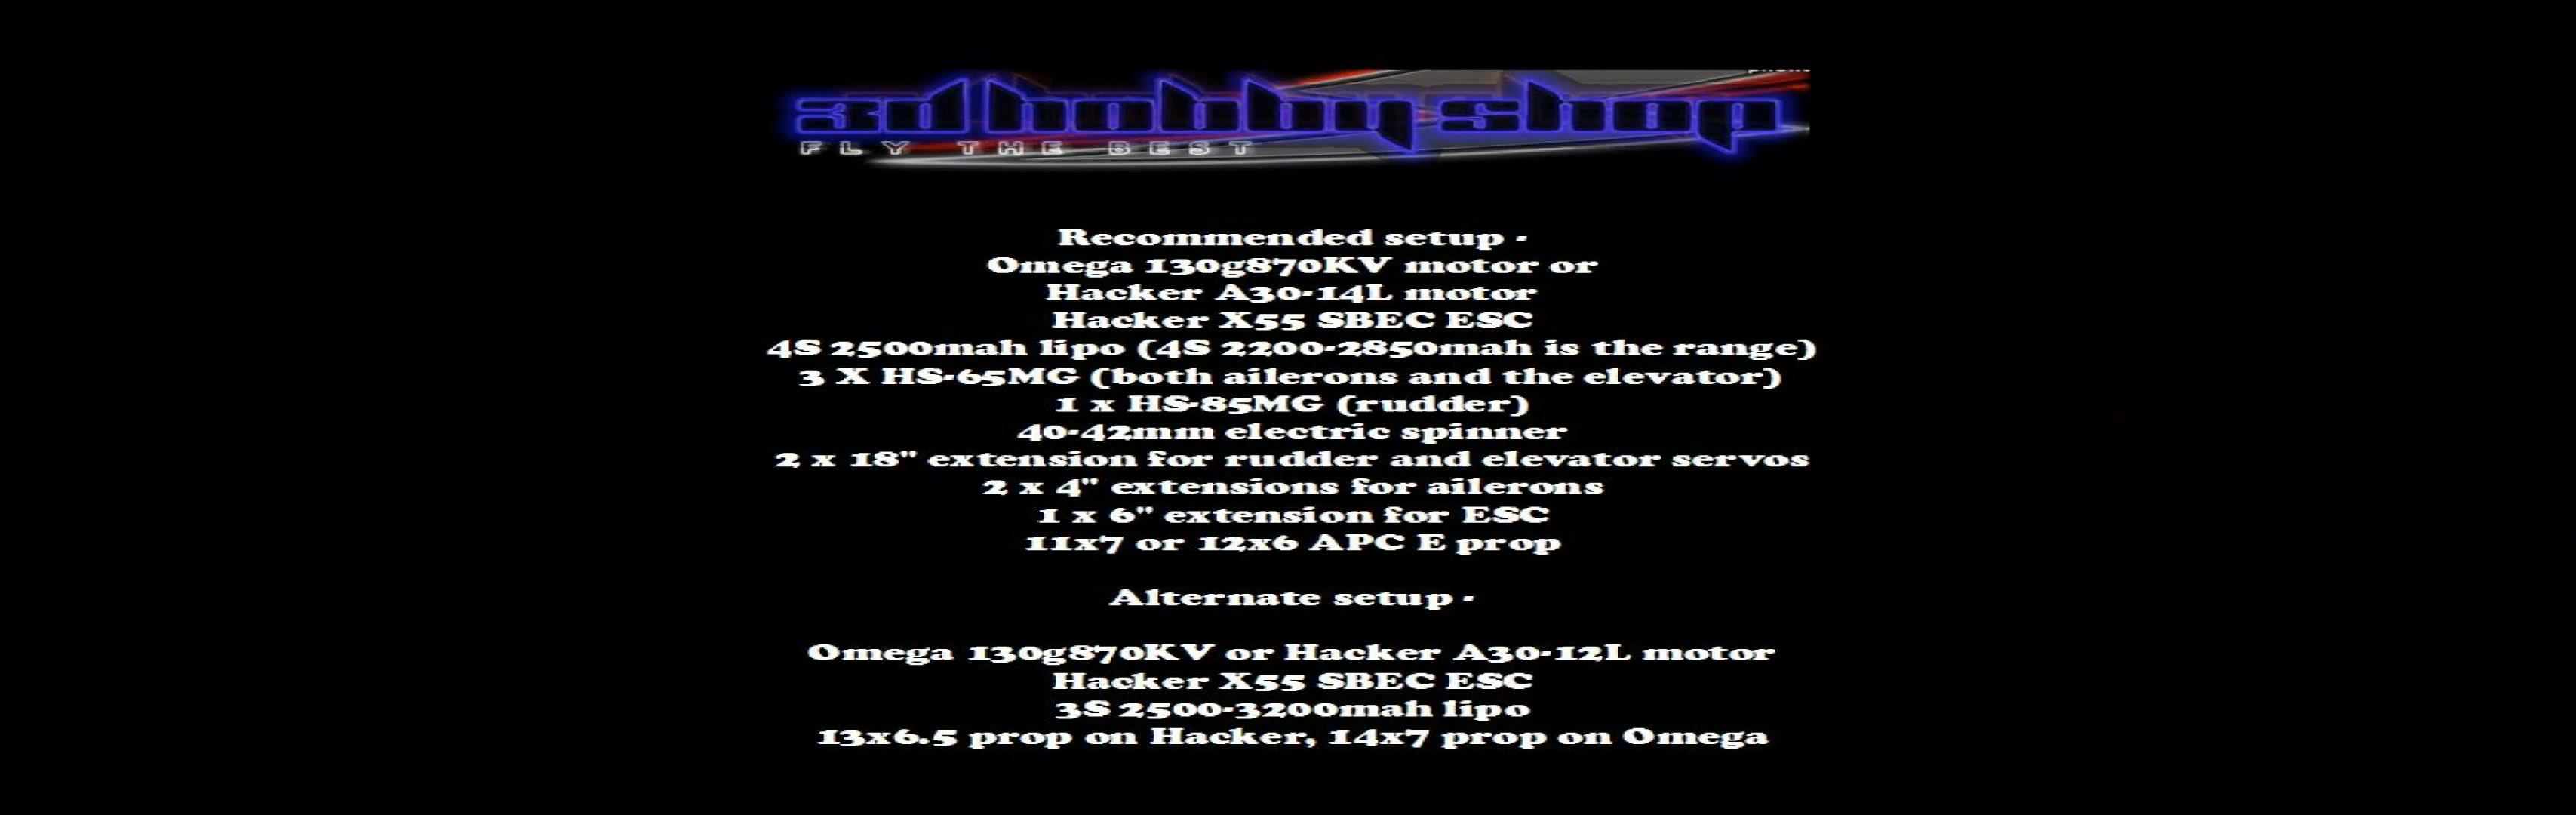 3dhobbyshop
FLY THE BEST
Recommended setup -
Omega 130g870KV motor or
Hacker A30-14L motor
Hacker X55 SBEC ESC
4S 2500mah lipo (4S 2200-2850mah is the range)
3 X HS-65MG (both ailerons and the elevator)
1 x HS-85MG (rudder)
40-42mm electric spinner
2 x 18" extension for rudder and elevator servos
2 x 4" extensions for ailerons
1 x 6" extension for ESC
11x7 or 12x6 APC E prop
Alternate setup -
Omega 130g870KV or Hacker A30-12L motor
Hacker X55 SBEC ESC
3S 2500-3200mah lipo
13x6.5 prop on Hacker, 14x7 prop on Omega